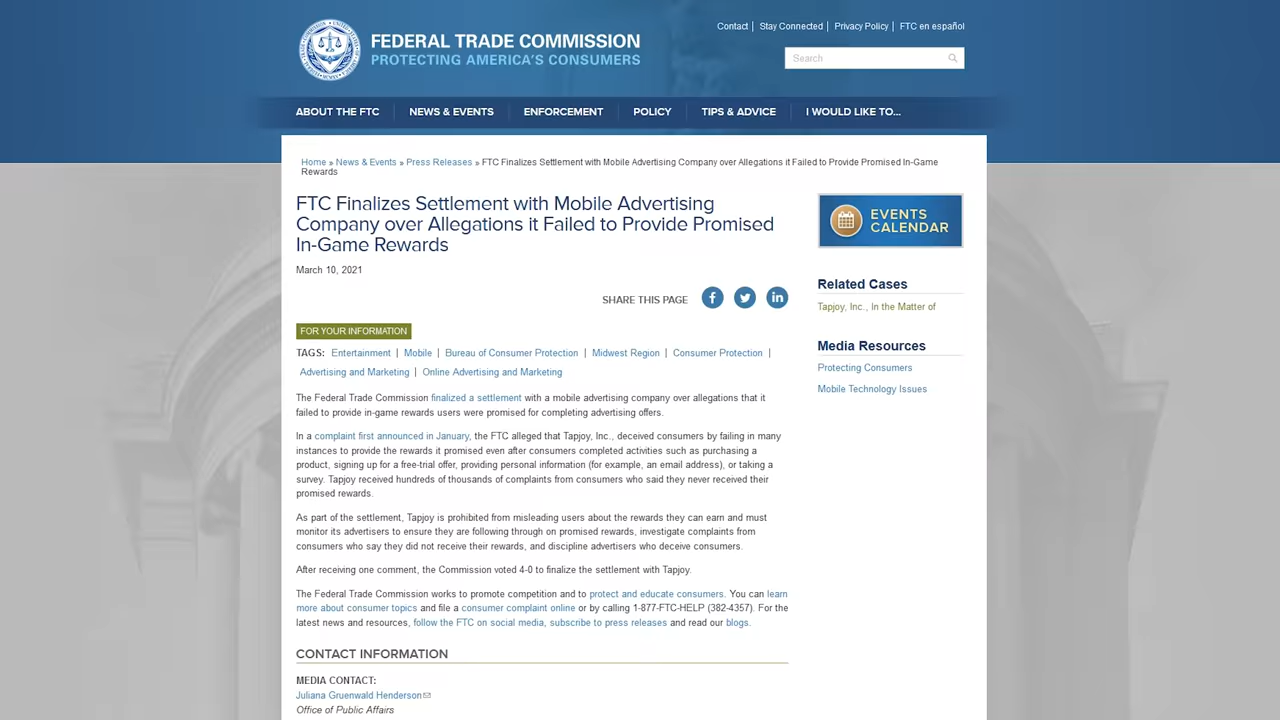 FEDERAL TRADE COMMISSION
PROTECTING AMERICA'S CONSUMERS
Contact | Stay Connected | Privacy Policy | FTC en español
Search
ABOUT THE FTC
NEWS & EVENTS
ENFORCEMENT
POLICY
TIPS & ADVICE
I WOULD LIKE TO...
Home » News & Events » Press Releases » FTC Finalizes Settlement with Mobile Advertising Company over Allegations it Failed to Provide Promised In-Game
Rewards
FTC Finalizes Settlement with Mobile Advertising
Company over Allegations it Failed to Provide Promised
In-Game Rewards
March 10, 2021
SHARE THIS PAGE
FOR YOUR INFORMATION
TAGS: Entertainment | Mobile | Bureau of Consumer Protection | Midwest Region | Consumer Protection |
Advertising and Marketing | Online Advertising and Marketing
The Federal Trade Commission finalized a settlement with a mobile advertising company over allegations that it
failed to provide in-game rewards users were promised for completing advertising offers.
In a complaint first announced in January, the FTC alleged that Tapjoy, Inc., deceived consumers by failing in many
instances to provide the rewards it promised even after consumers completed activities such as purchasing a
product, signing up for a free-trial offer, providing personal information (for example, an email address), or taking a
survey. Tapjoy received hundreds of thousands of complaints from consumers who said they never received their
promised rewards.
As part of the settlement, Tapjoy is prohibited from misleading users about the rewards they can earn and must
monitor its advertisers to ensure they are following through on promised rewards, investigate complaints from
consumers who say they did not receive their rewards, and discipline advertisers who deceive consumers.
After receiving one comment, the Commission voted 4-0 to finalize the settlement with Tapjoy.
The Federal Trade Commission works to promote competition and to protect and educate consumers. You can learn
more about consumer topics and file a consumer complaint online or by calling 1-877-FTC-HELP (382-4357). For the
latest news and resources, follow the FTC on social media, subscribe to press releases and read our blogs.
CONTACT INFORMATION
MEDIA CONTACT:
Juliana Gruenwald Henderson
Office of Public Affairs
EVENTS
CALENDAR
Related Cases
Tapjoy, Inc., In the Matter of
Media Resources
Protecting Consumers
Mobile Technology Issues